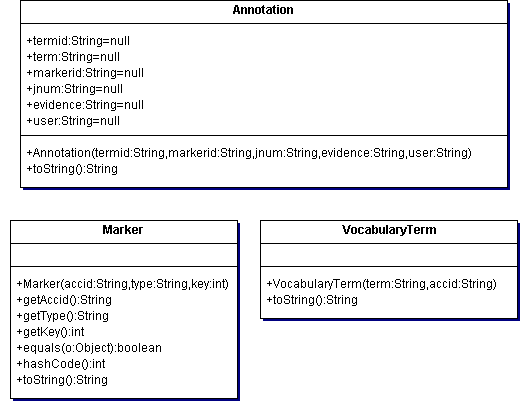 Annotation
+termid:String=null
+term:String=null
+markerid:String=null
+jnum:String=null
+evidence:String=null
+user:String=null
+Annotation(termid:String,markerid:String,jnum:String,evidence:String,user:String)
+toString():String
Marker
+Marker(accid:String,type:String,key:int)
+getAccid():String
+getType():String
+getKey():int
+equals(o:Object):boolean
+hashCode():int
+toString():String
VocabularyTerm
+VocabularyTerm(term:String,accid:String)
+toString():String